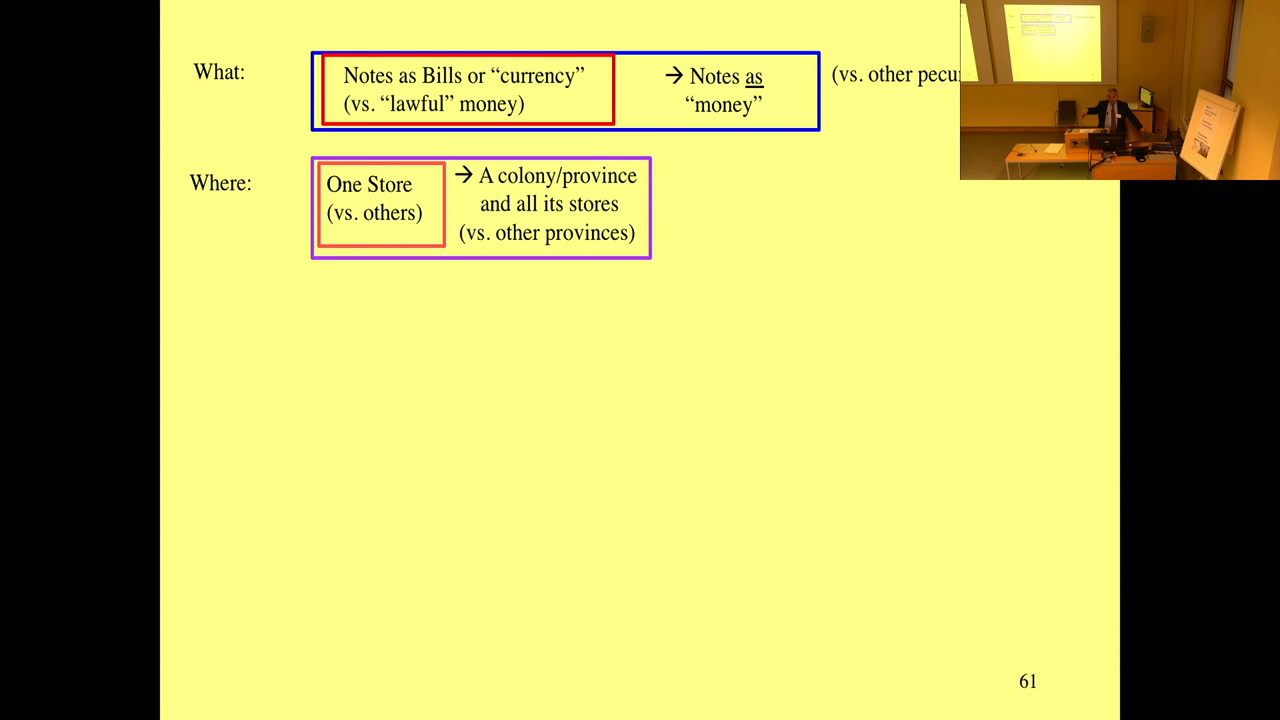 What:
Notes as Bills or “currency”
(vs. “lawful” money)
→ Notes as
“money”
(vs. other
Where:
One Store
(vs. others)
→ A colony/province
and all its stores
(vs. other provinces)
61